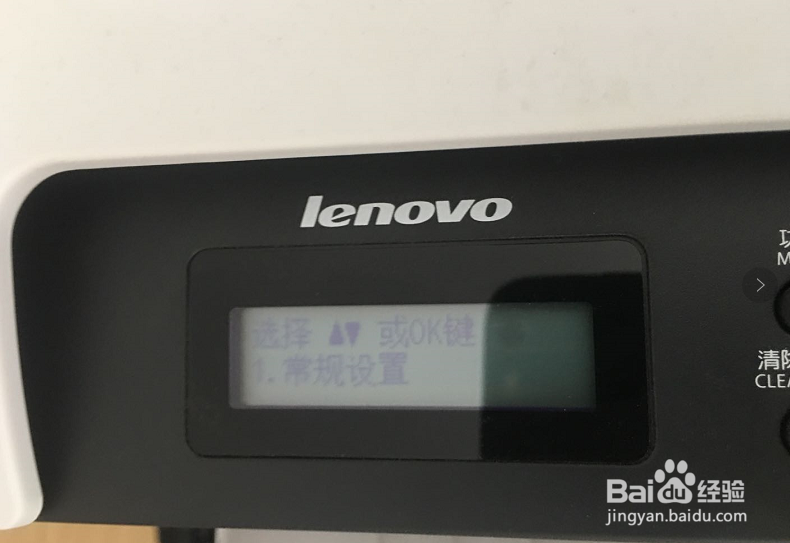 lenovo
选择 ▲▼ 或OK键
1.常规设置
清
CLEA
Bai du 经验
jingyan.baidu.com